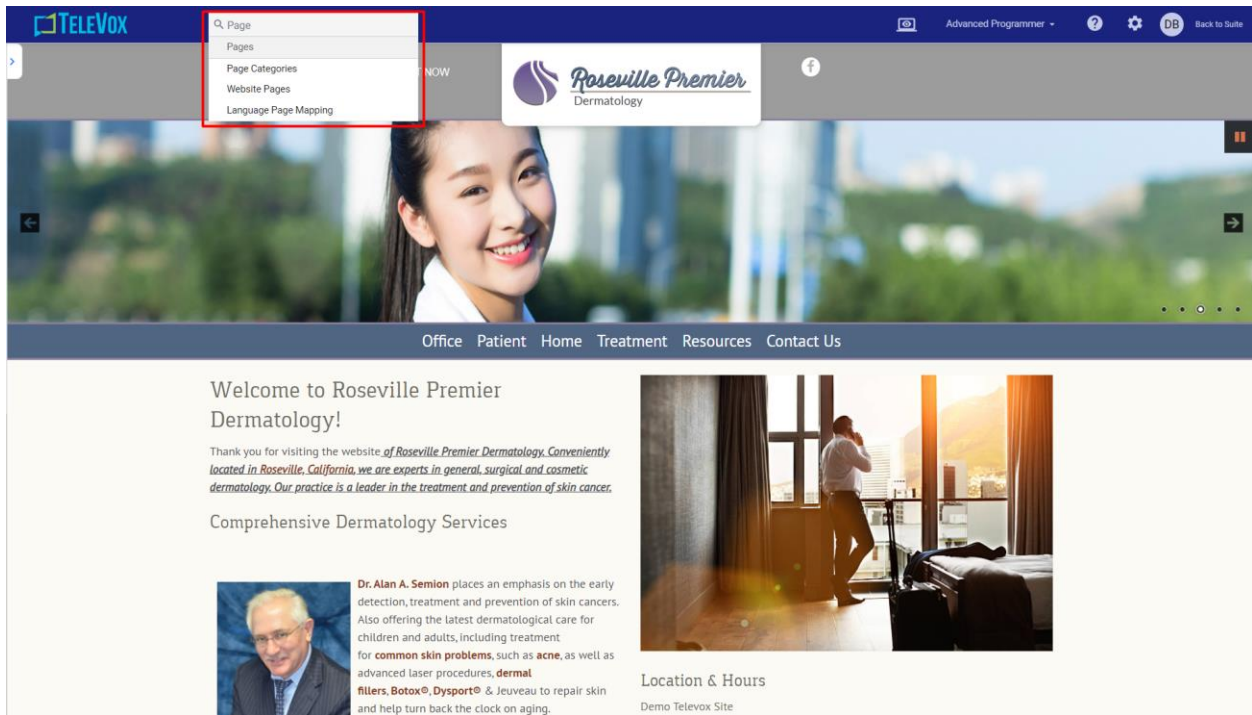 TELEVOX
Page
Advanced Programmer
?
DB
Back to Suite
Pages
Page Categories
Website Pages
Language Page Mapping
NOW
Roseville Premier
Dermatology
f
Office Patient Home Treatment Resources Contact Us
Welcome to Roseville Premier
Dermatology!
Thank you for visiting the website of Roseville Premier Dermatology. Conveniently
located in Roseville, California, we are experts in general, surgical and cosmetic
dermatology. Our practice is a leader in the treatment and prevention of skin cancer.
Comprehensive Dermatology Services
Dr. Alan A. Semion places an emphasis on the early
detection, treatment and prevention of skin cancers.
Also offering the latest dermatological care for
children and adults, including treatment
for common skin problems, such as acne, as well as
advanced laser procedures, dermal
fillers, Botox®, Dysport® & Jeuveau to repair skin
and help turn back the clock on aging.
Location & Hours
Demo Televox Site